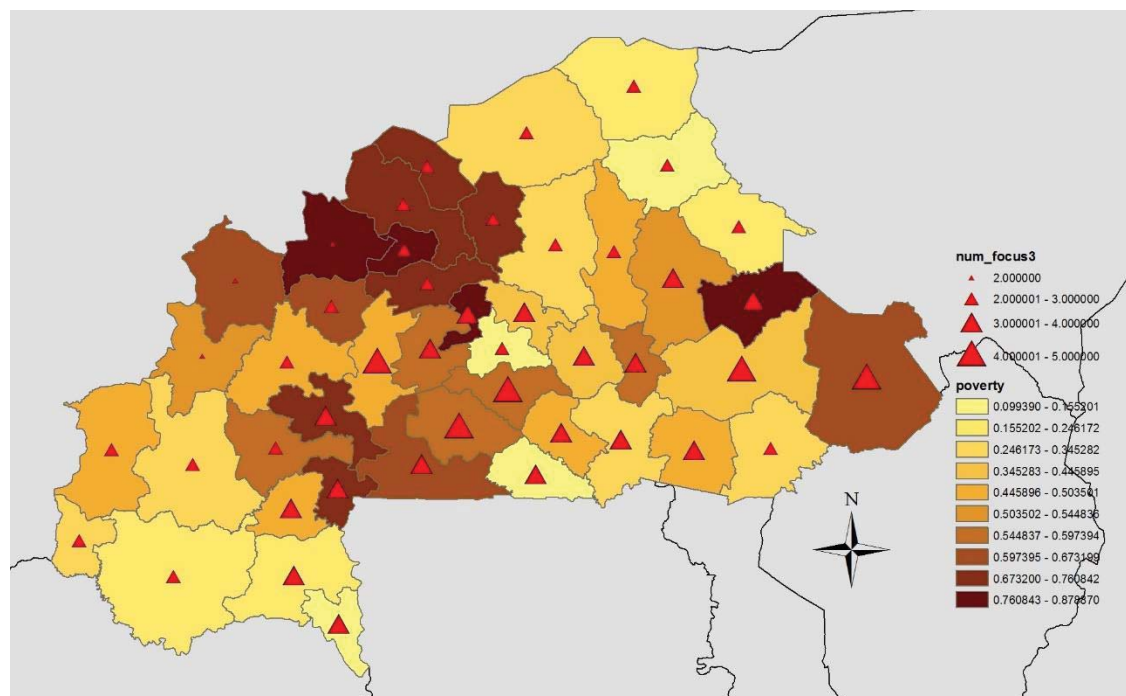 num_focus3
2.000000
2.000001 - 3.000000
3.000001 - 4.000000
4.000001 - 5.000000
poverty
0.099390 - 0.155201
0.155202 - 0.246172
0.246173 - 0.345282
0.345283 - 0.445895
0.445896 - 0.503501
0.503502 - 0.544836
0.544837 - 0.597394
0.597395 - 0.673199
0.673200 - 0.760842
0.760843 - 0.878870
N